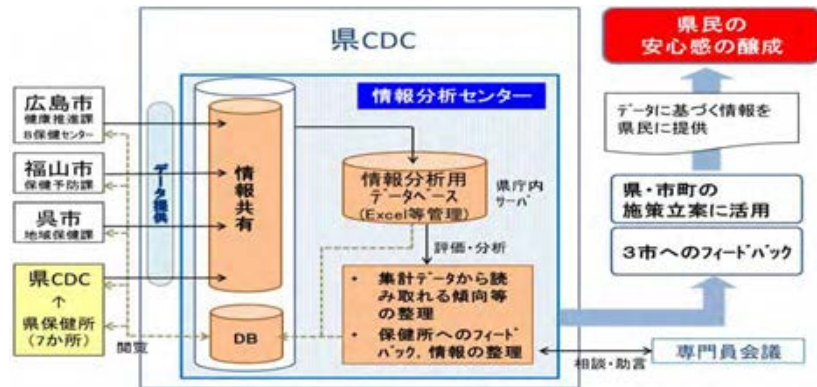 県CDC
県民の
安心感の醸成
情報分析センター
データに基づく情報を
県民に提供
県・市町の
施策立案に活用
3市へのフィードバック
広島市
健康推進課
8保健センター
福山市
保健予防課
呉市
地域保健課
県CDC
↑
県保健所
(7か所)
データ提供
情報共有
情報分析用
データベース
(Excel等管理)
県庁内
サーバ
評価・分析
・ 集計データから読
み取れる傾向等
の整理
・ 保健所へのフィード
バック、情報の整理
DB
閲覧
相談・助言
専門員会議